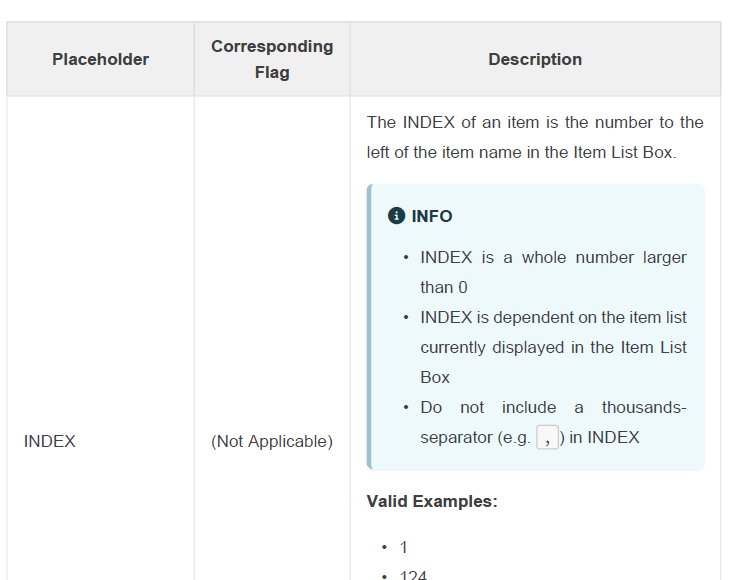 Placeholder
Corresponding
Flag
Description
INDEX
(Not Applicable)
The INDEX of an item is the number to the
left of the item name in the Item List Box.
INFO
• INDEX is a whole number larger
than 0
• INDEX is dependent on the item list
currently displayed in the Item List
Box
• Do not include a thousands-
separator (e.g. , ) in INDEX
Valid Examples:
• 1
• 124